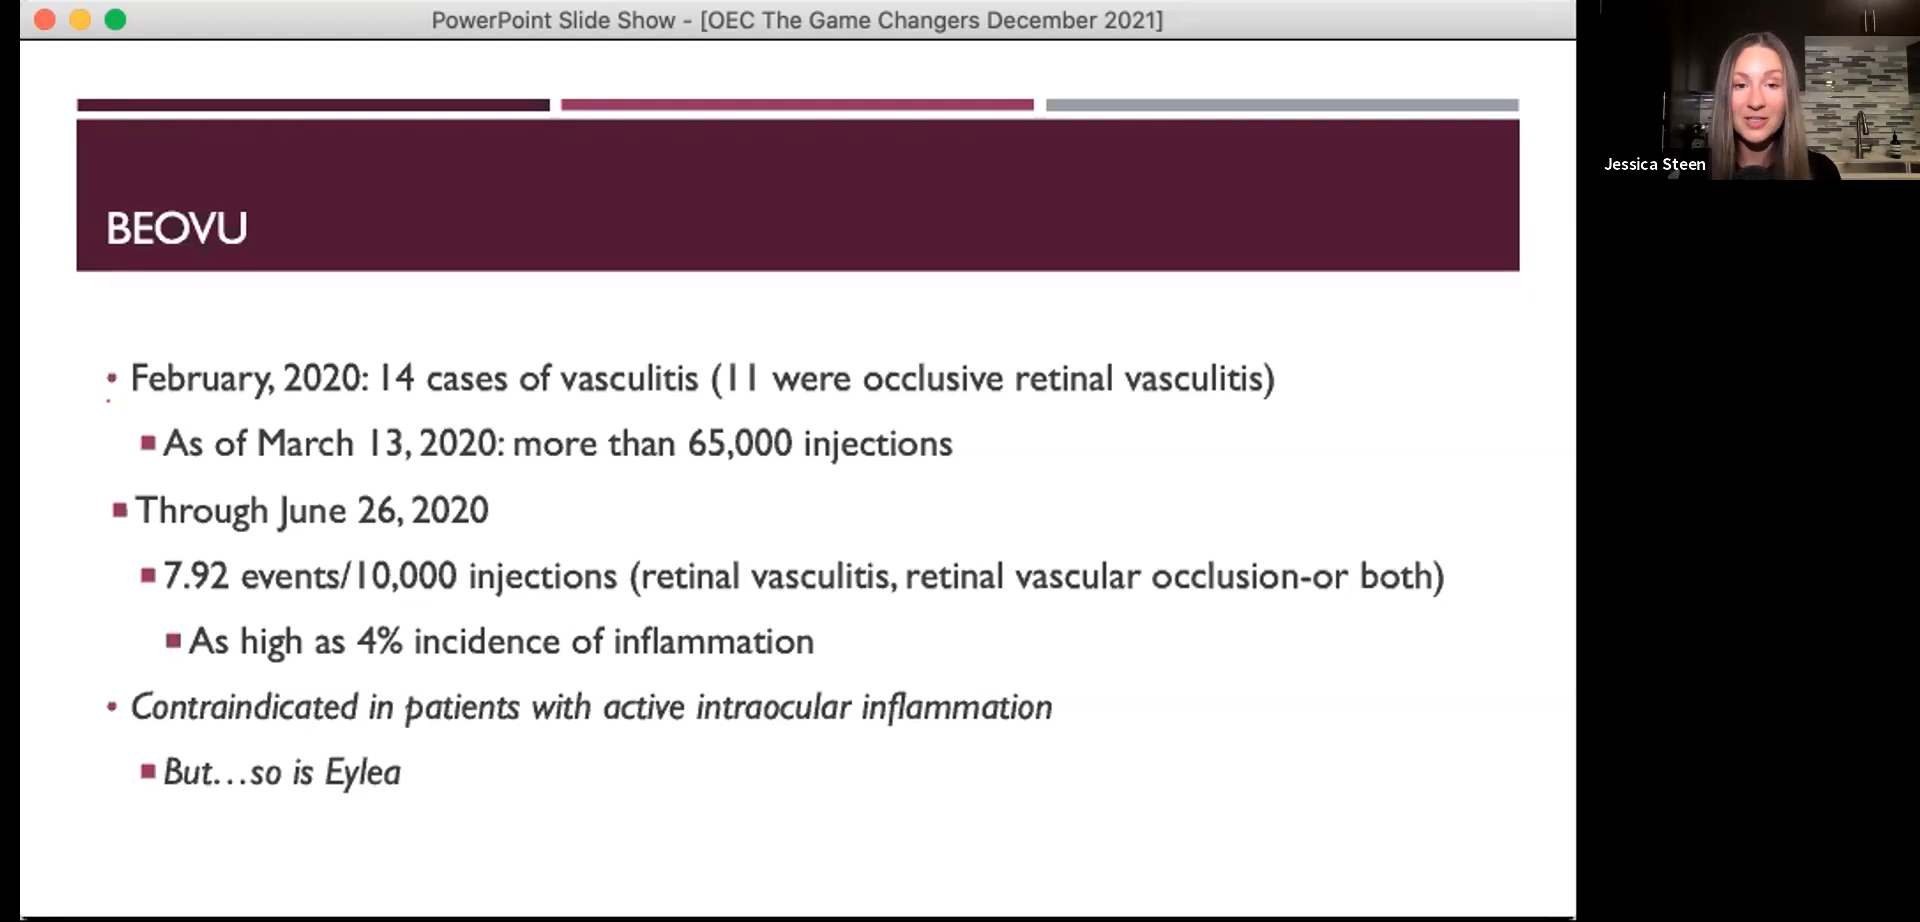 PowerPoint Slide Show - [OEC The Game Changers December 2021]
Jessica Steen
BEOVU
February, 2020: 14 cases of vasculitis (11 were occlusive retinal vasculitis)
As of March 13, 2020: more than 65,000 injections
Through June 26, 2020
7.92 events/10,000 injections (retinal vasculitis, retinal vascular occlusion-or both)
As high as 4% incidence of inflammation
Contraindicated in patients with active intraocular inflammation
But...so is Eylea